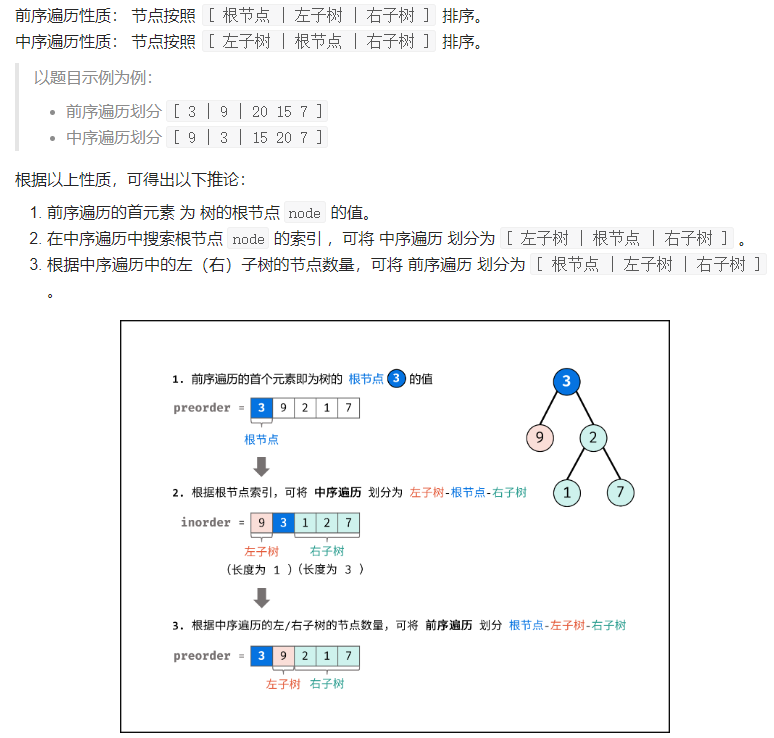 前序遍历性质： 节点按照 [ 根节点 | 左子树 | 右子树 ] 排序。
中序遍历性质： 节点按照 [ 左子树 | 根节点 | 右子树 ] 排序。
以题目示例为例：
• 前序遍历划分 [ 3 | 9 | 20 15 7 ]
• 中序遍历划分 [ 9 | 3 | 15 20 7 ]
根据以上性质，可得出以下推论：
1. 前序遍历的首元素 为 树的根节点 node 的值。
2. 在中序遍历中搜索根节点 node 的索引 ，可将 中序遍历 划分为 [ 左子树 | 根节点 | 右子树 ] 。
3. 根据中序遍历中的左（右）子树的节点数量，可将 前序遍历 划分为 [ 根节点 | 左子树 | 右子树 ]
。
1. 前序遍历的首个元素即为树的 根节点 3 的值
preorder = 3 9 2 1 7
根节点
3
9 2
1 7
2. 根据根节点索引，可将 中序遍历 划分为 左子树-根节点-右子树
inorder = 9 3 1 2 7
左子树 右子树
（长度为 1 ）（长度为 3 ）
3. 根据中序遍历的左/右子树的节点数量，可将 前序遍历 划分 根节点-左子树-右子树
preorder = 3 9 2 1 7
左子树 右子树